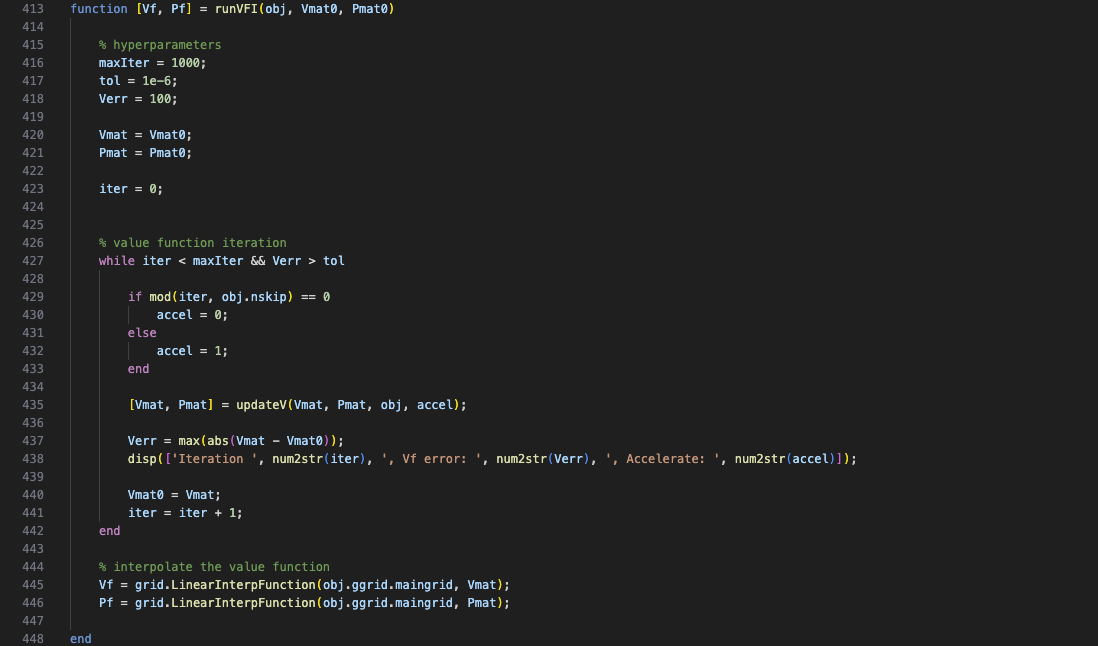 413 function [Vf, Pf] = runVFI(obj, Vmat0, Pmat0)
414
415     % hyperparameters
416     maxIter = 1000;
417     tol = 1e-6;
418     Verr = 100;
419
420     Vmat = Vmat0;
421     Pmat = Pmat0;
422
423     iter = 0;
424
425
426     % value function iteration
427     while iter < maxIter && Verr > tol
428
429         if mod(iter, obj.nskip) == 0
430             accel = 0;
431         else
432             accel = 1;
433         end
434
435         [Vmat, Pmat] = updateV(Vmat, Pmat, obj, accel);
436
437         Verr = max(abs(Vmat - Vmat0));
438         disp(['Iteration ', num2str(iter), ', Vf error: ', num2str(Verr), ', Accelerate: ', num2str(accel)]);
439
440         Vmat0 = Vmat;
441         iter = iter + 1;
442     end
443
444     % interpolate the value function
445     Vf = grid.LinearInterpFunction(obj.ggrid.maingrid, Vmat);
446     Pf = grid.LinearInterpFunction(obj.ggrid.maingrid, Pmat);
447
448 end